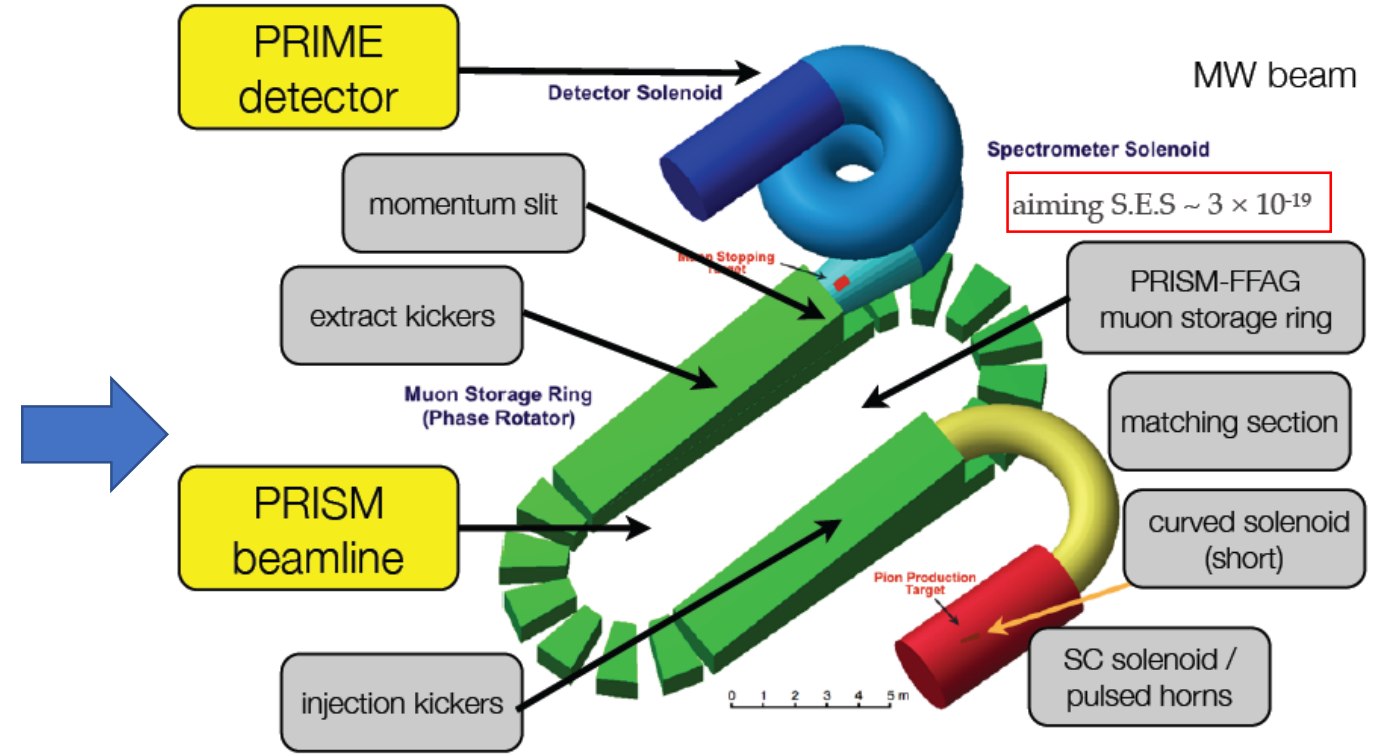 PRIME
detector
Detector Solenoid
MW beam
Spectrometer Solenoid
aiming S.E.S ~ 3 × 10⁻¹⁹
momentum slit
Muon Stopping
Target
PRISM-FFAG
muon storage ring
extract kickers
Muon Storage Ring
(Phase Rotator)
matching section
PRISM
beamline
curved solenoid
(short)
Pion Production
Target
SC solenoid /
pulsed horns
injection kickers
0 1 2 3 4 5 m